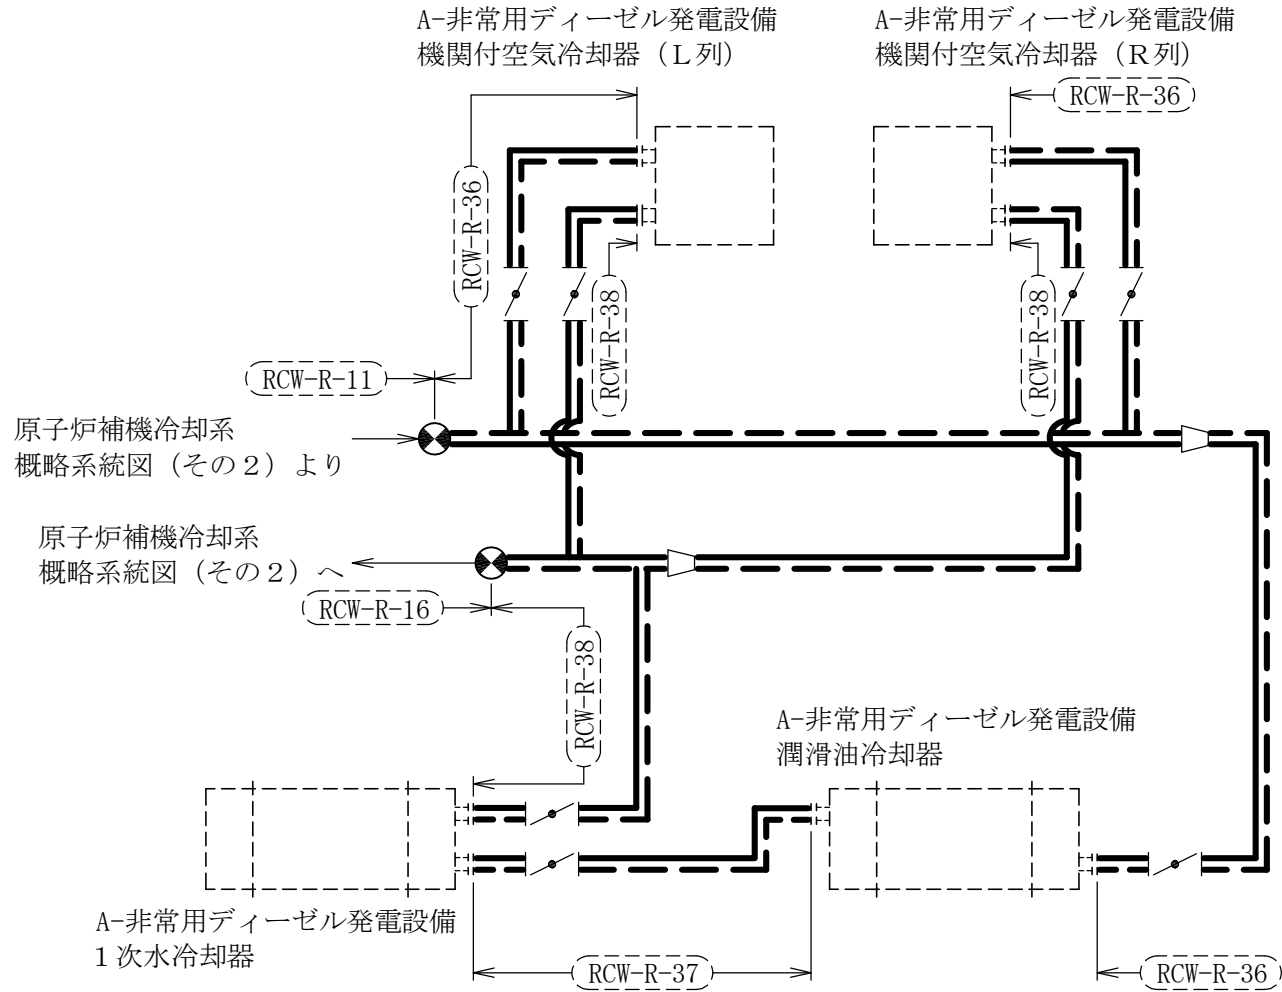 A-非常用ディーゼル発電設備
機関付空気冷却器（Ｌ列）
A-非常用ディーゼル発電設備
機関付空気冷却器（Ｒ列）
RCW-R-36
RCW-R-36
RCW-R-38
RCW-R-38
RCW-R-11
原子炉補機冷却系
概略系統図（その２）より
原子炉補機冷却系
概略系統図（その２）へ
RCW-R-16
RCW-R-38
A-非常用ディーゼル発電設備
潤滑油冷却器
A-非常用ディーゼル発電設備
１次水冷却器
RCW-R-37
RCW-R-36